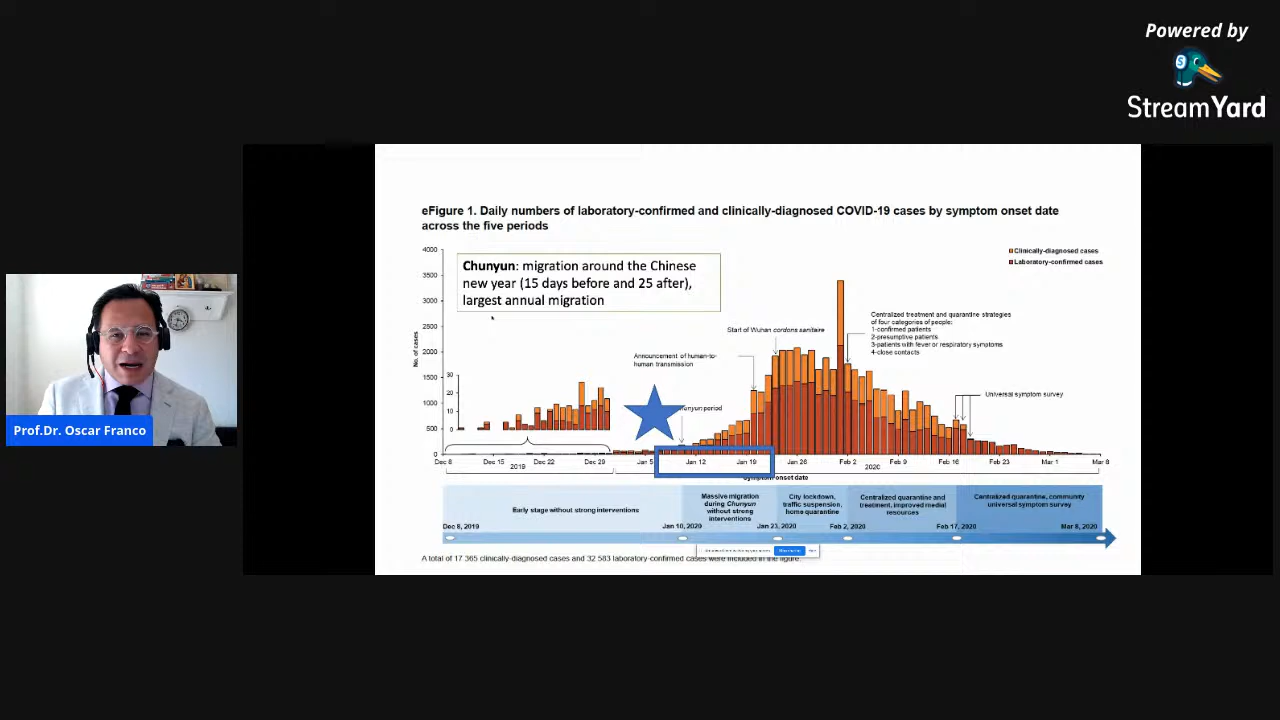 Powered by
S
StreamYard
eFigure 1. Daily numbers of laboratory-confirmed and clinically-diagnosed COVID-19 cases by symptom onset date
across the five periods
4000
3500
3000
2500
2000
1500
1000
500
0
No. of cases
Chunyun: migration around the Chinese
new year (15 days before and 25 after),
largest annual migration
Clinically-diagnosed cases
Laboratory-confirmed cases
Start of Wuhan cordons sanitaire
Announcement of human-to-
human transmission
Centralized treatment and quarantine strategies
of four categories of people:
1-confirmed patients
2-presumptive patients
3-patients with fever or respiratory symptoms
4-close contacts
Universal symptom survey
30
20
10
0
period
Dec 8 Dec 15 Dec 22 Dec 29 Jan 5 Jan 12 Jan 19 Jan 26 Feb 2 Feb 9 Feb 16 Feb 23 Mar 1 Mar 8
2019 2020
onset date
Early stage without strong interventions
Massive migration
during Chunyun
without strong
interventions
City lockdown,
traffic suspension,
home quarantine
Centralized quarantine and
treatment, improved medial
resources
Centralized quarantine, community
universal symptom survey
Dec 8, 2019 Jan 10, 2020 Jan 23, 2020 Feb 2, 2020 Feb 17, 2020 Mar 8, 2020
A total of 17 365 clinically-diagnosed cases and 32 583 laboratory-confirmed cases were included in the figure.
Prof.Dr. Oscar Franco